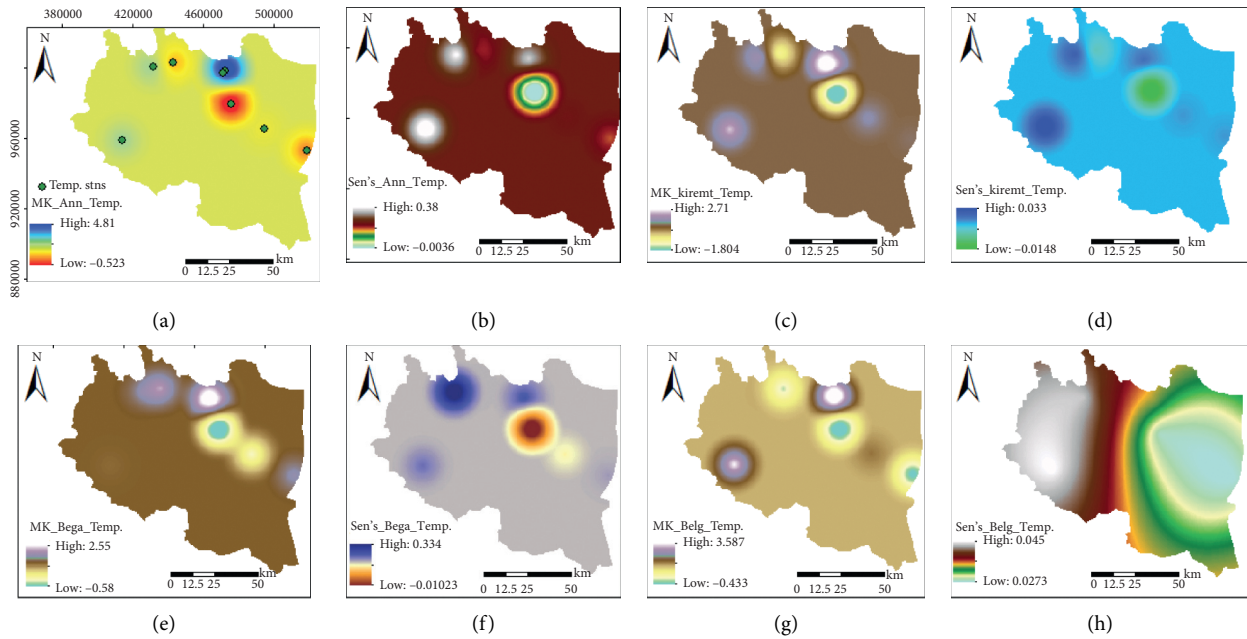 380000 420000 460000 500000
N
960000
920000
880000
Temp. stns
MK_Ann_Temp.
High: 4.81
Low: −0.523
km
0 12.5 25 50
(a)
N
Sen's_Ann_Temp.
High: 0.38
Low: −0.0036
km
0 12.5 25 50
(b)
N
MK_kiremt_Temp.
High: 2.71
Low: −1.804
km
0 12.5 25 50
(c)
N
Sen's_kiremt_Temp.
High: 0.033
Low: −0.0148
km
0 12.5 25 50
(d)
N
MK_Bega_Temp.
High: 2.55
Low: −0.58
km
0 12.5 25 50
(e)
N
Sen's_Bega_Temp.
High: 0.334
Low: −0.01023
km
0 12.5 25 50
(f)
N
MK_Belg_Temp.
High: 3.587
Low: −0.433
km
0 12.5 25 50
(g)
N
Sen's_Belg_Temp.
High: 0.045
Low: 0.0273
km
0 12.5 25 50
(h)